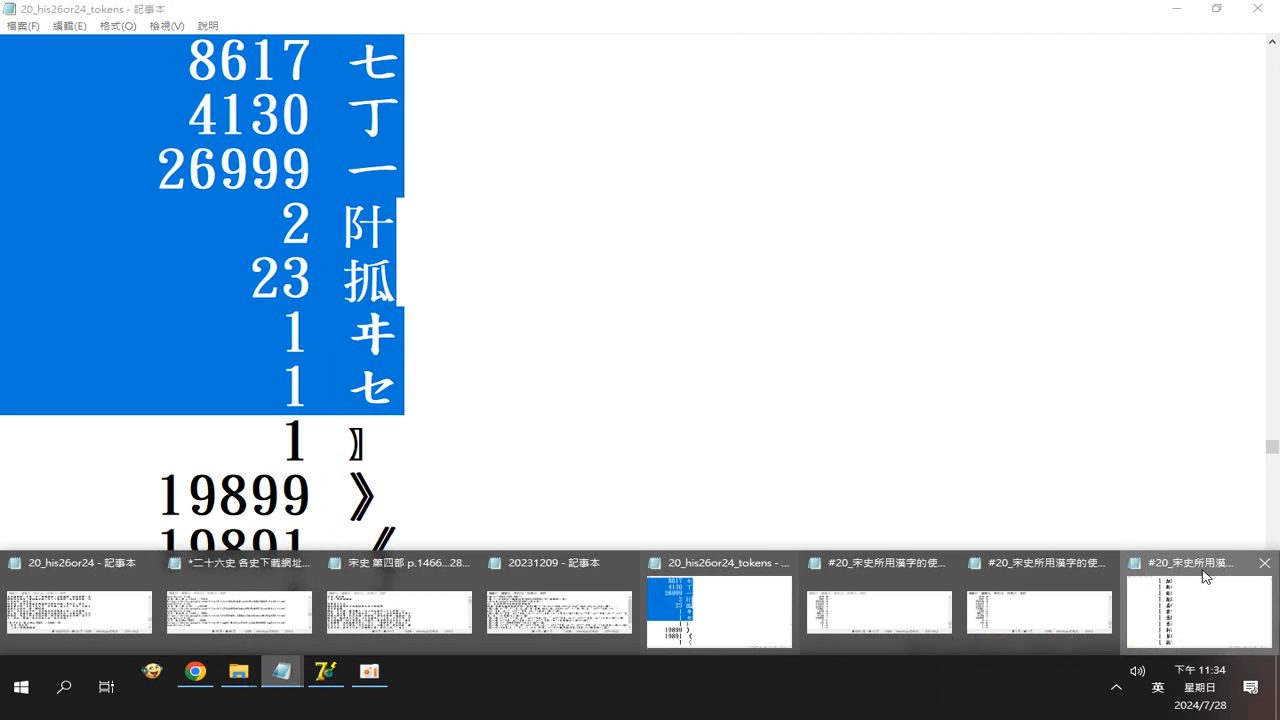 20_his26or24_tokens - 記事本
檔案(F) 編輯(E) 格式(O) 檢視(V) 說明
8617 七
4130 丁
26999 一
2 阩
23 抓
1 ヰ
1 セ
1 〗
19899 》
19891 《
20_his26or24 - 記事本
*二十六史 各史下載網址...
宋史 第四部 p.1466...28...
20231209 - 記事本
20_his26or24_tokens - ...
#20_宋史所用漢字的使...
#20_宋史所用漢字的使...
#20_宋史所用漢...
下午 11:34
英 星期日
2024/7/28